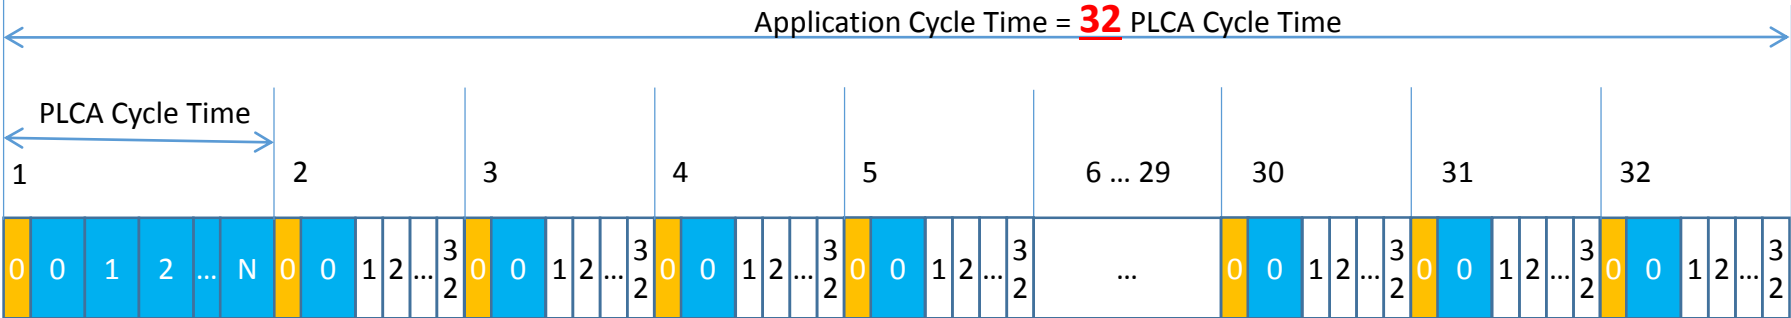 Application Cycle Time = 32 PLCA Cycle Time
PLCA Cycle Time
1 2 3 4 5 6 ... 29 30 31 32
0 0 1 2 ... N 0 0 1 2 ... 32 0 0 1 2 ... 32 0 0 1 2 ... 32 0 0 1 2 ... 32 ... 0 0 1 2 ... 32 0 0 1 2 ... 32 0 0 1 2 ... 32